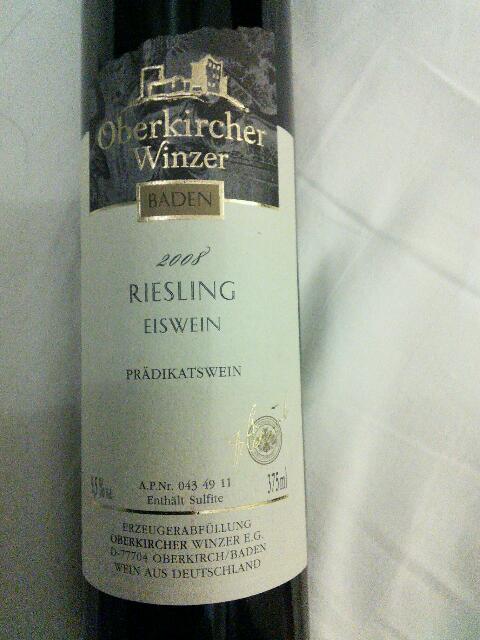 Oberkircher
Winzer
BADEN
2008
RIESLING
EISWEIN
PRÄDIKATSWEIN
A.P.Nr. 043 49 11
375ml
Enthält Sulfite
ERZEUGERABFÜLLUNG
OBERKIRCHER WINZER E.G.
D-77704 OBERKIRCH/BADEN
WEIN AUS DEUTSCHLAND